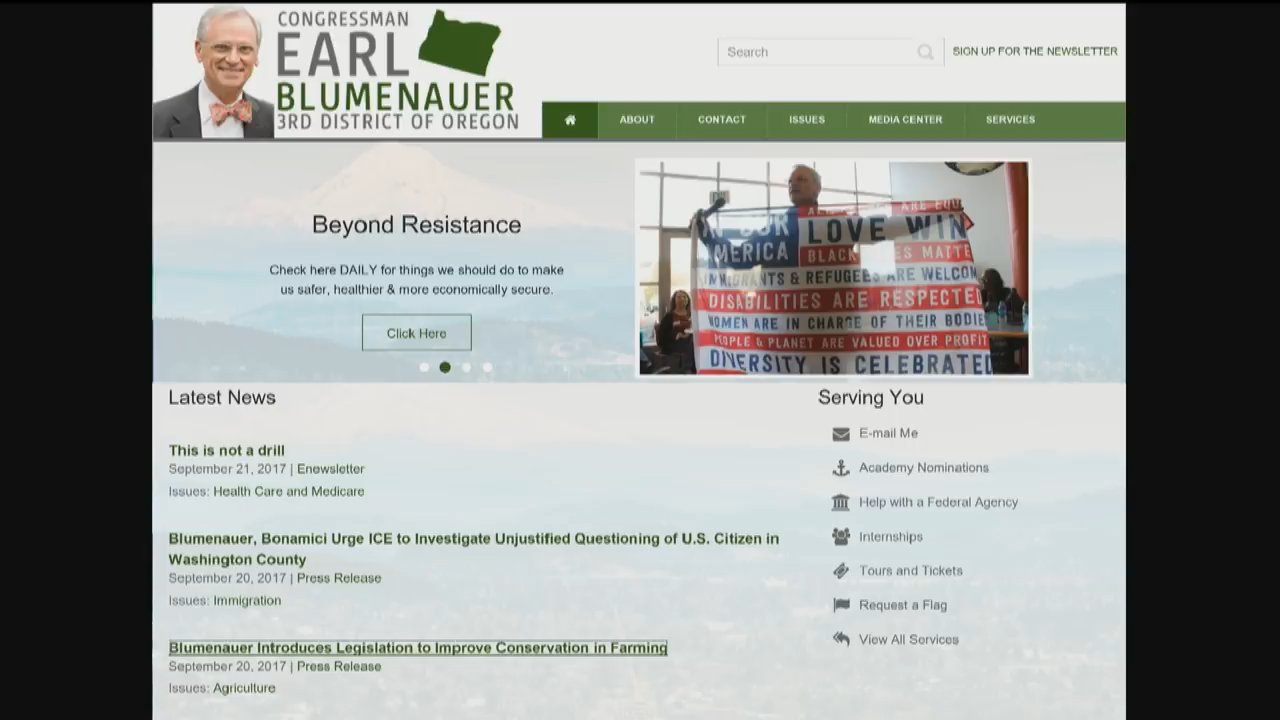 CONGRESSMAN
EARL
BLUMENAUER
3RD DISTRICT OF OREGON
Search
SIGN UP FOR THE NEWSLETTER
ABOUT CONTACT ISSUES MEDIA CENTER SERVICES
Beyond Resistance
Check here DAILY for things we should do to make
us safer, healthier & more economically secure.
Click Here
ARE EQU
OUR LOVE WIN
MERICA BLACK ES MATTE
& REFUGEES ARE WELCOM
DISABILITIES ARE RESPECTED
WOMEN ARE IN CHARGE OF THEIR BODIE
PEOPLE & PLANET ARE VALUED OVER PROFIT
DIVERSITY IS CELEBRATED
Latest News
This is not a drill
September 21, 2017 | Enewsletter
Issues: Health Care and Medicare
Blumenauer, Bonamici Urge ICE to Investigate Unjustified Questioning of U.S. Citizen in
Washington County
September 20, 2017 | Press Release
Issues: Immigration
Blumenauer Introduces Legislation to Improve Conservation in Farming
September 20, 2017 | Press Release
Issues: Agriculture
Serving You
E-mail Me
Academy Nominations
Help with a Federal Agency
Internships
Tours and Tickets
Request a Flag
View All Services